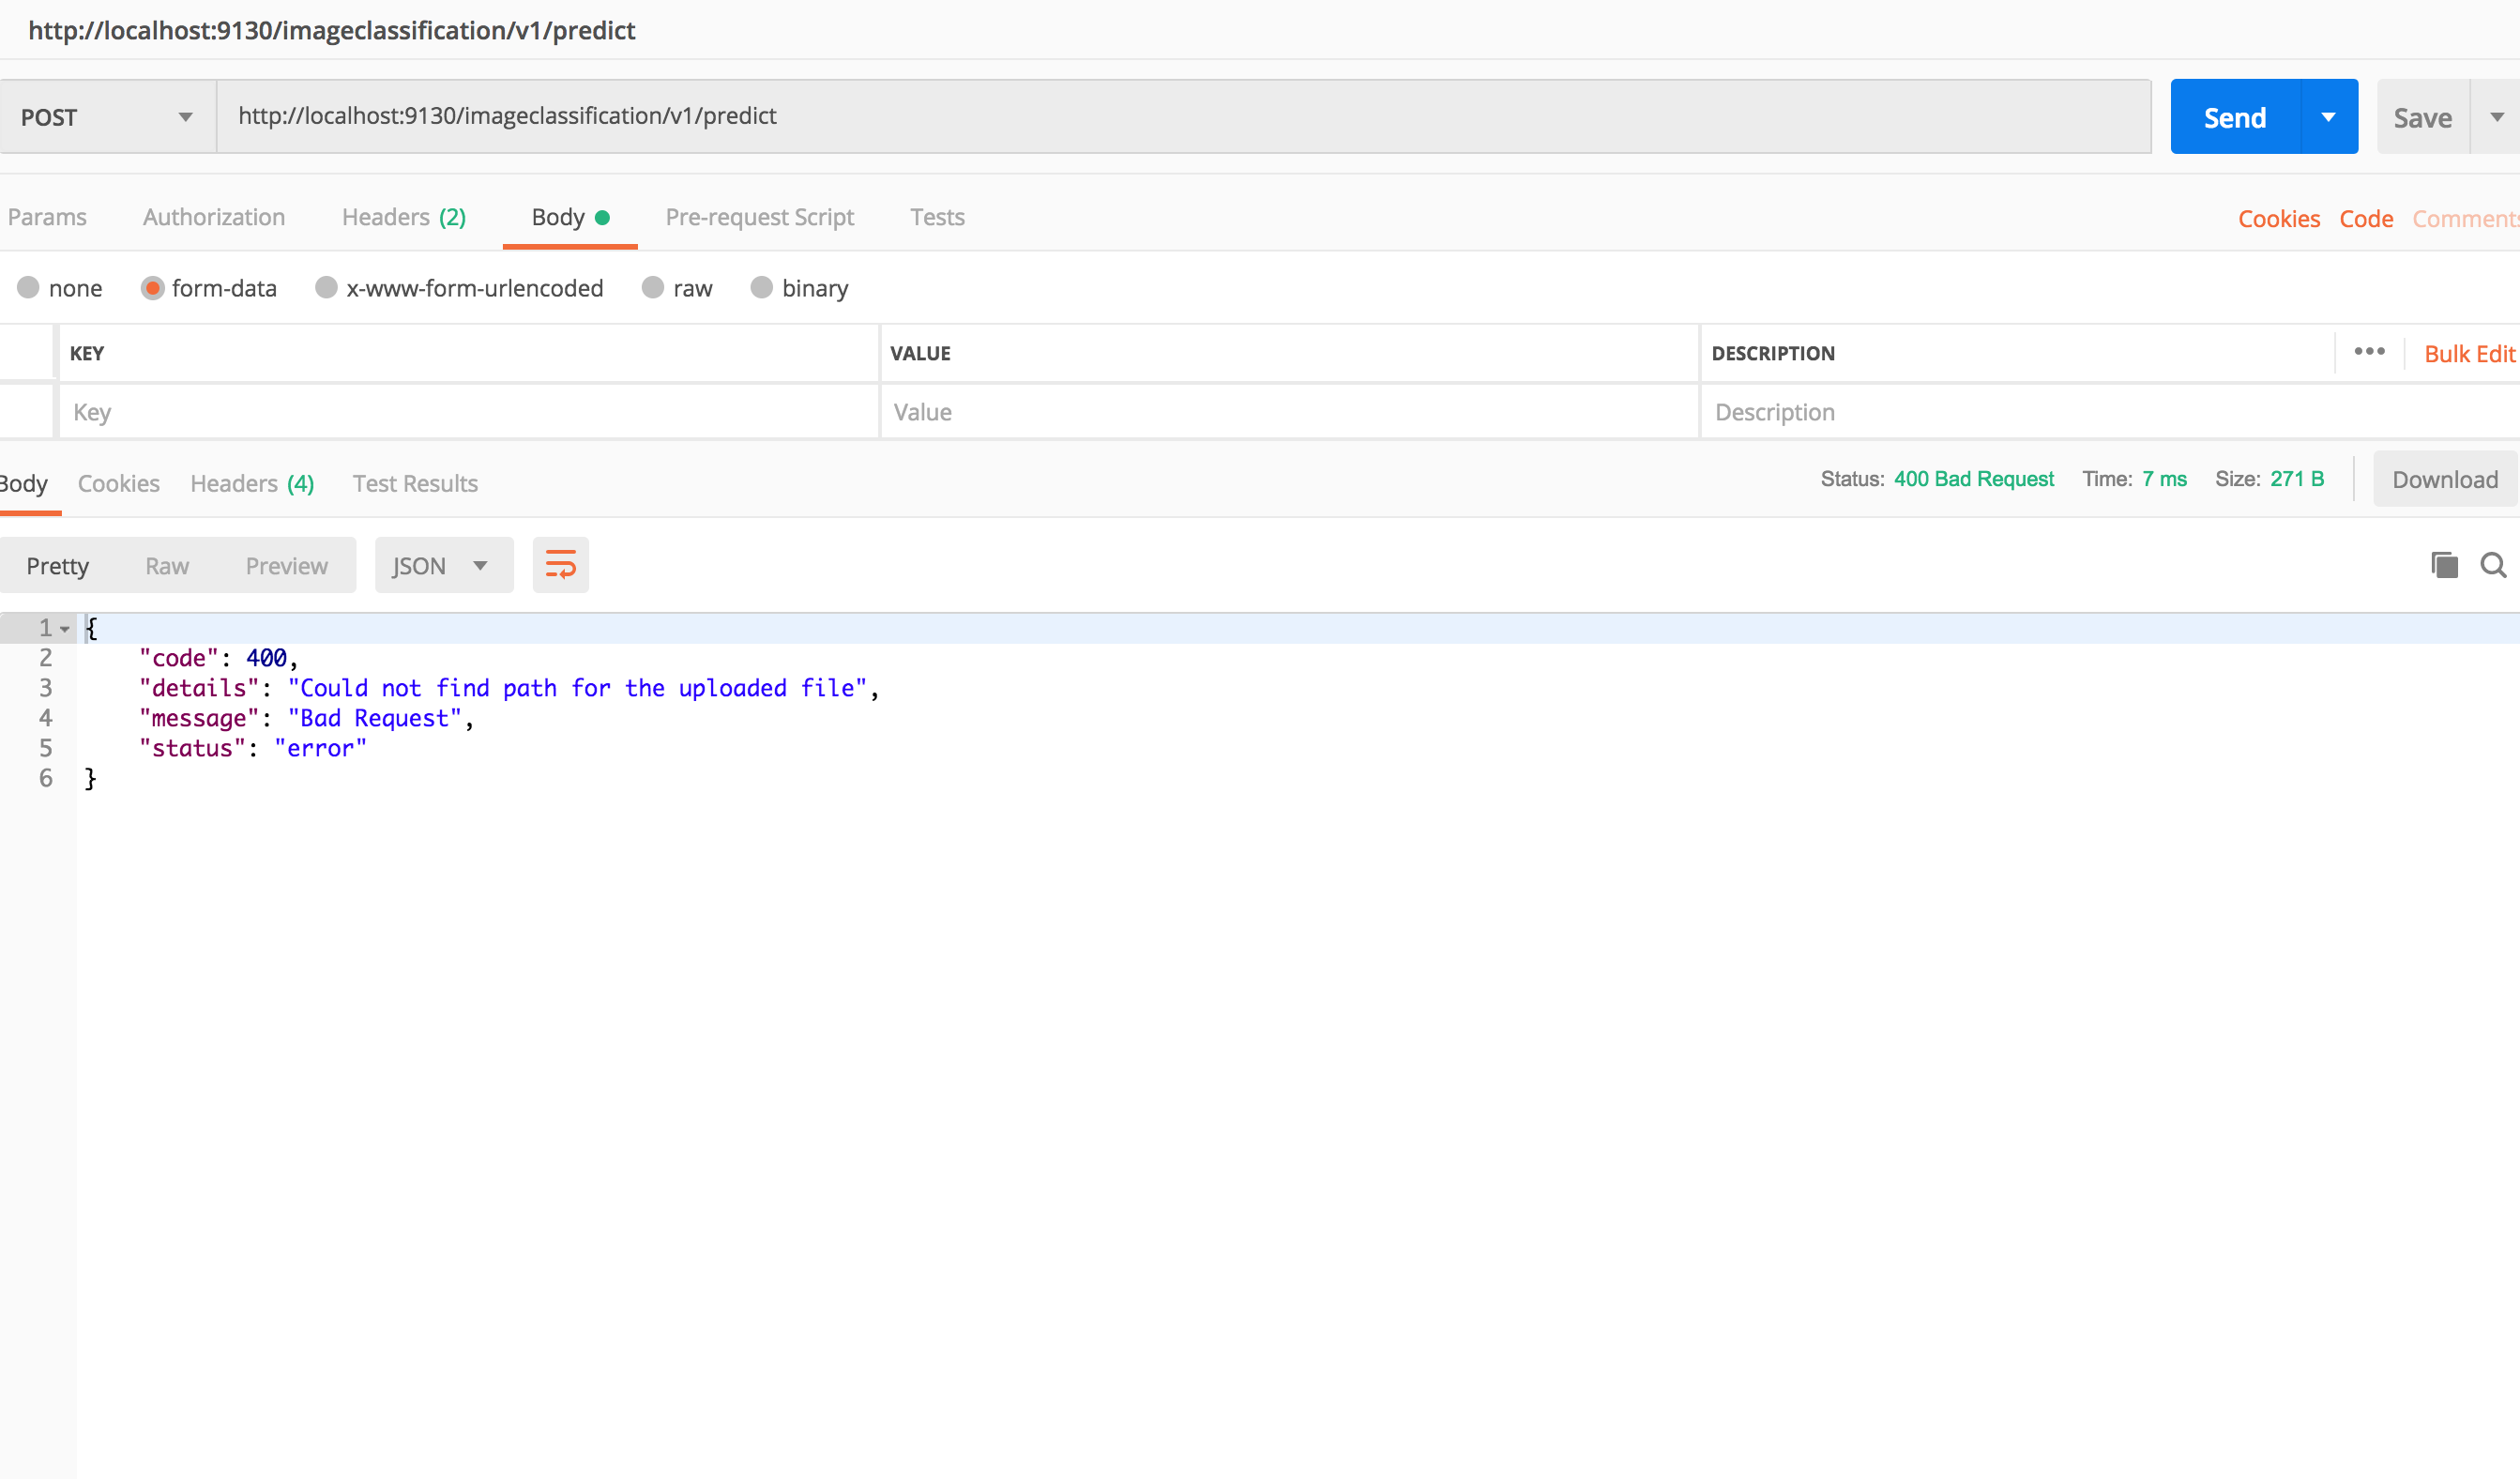 http://localhost:9130/imageclassification/v1/predict
POST http://localhost:9130/imageclassification/v1/predict Send Save
Params Authorization Headers (2) Body Pre-request Script Tests Cookies Code Comments
none form-data x-www-form-urlencoded raw binary
KEY VALUE DESCRIPTION ••• Bulk Edit
Key Value Description
Body Cookies Headers (4) Test Results Status: 400 Bad Request Time: 7 ms Size: 271 B Download
Pretty Raw Preview JSON
1 {
2 "code": 400,
3 "details": "Could not find path for the uploaded file",
4 "message": "Bad Request",
5 "status": "error"
6 }